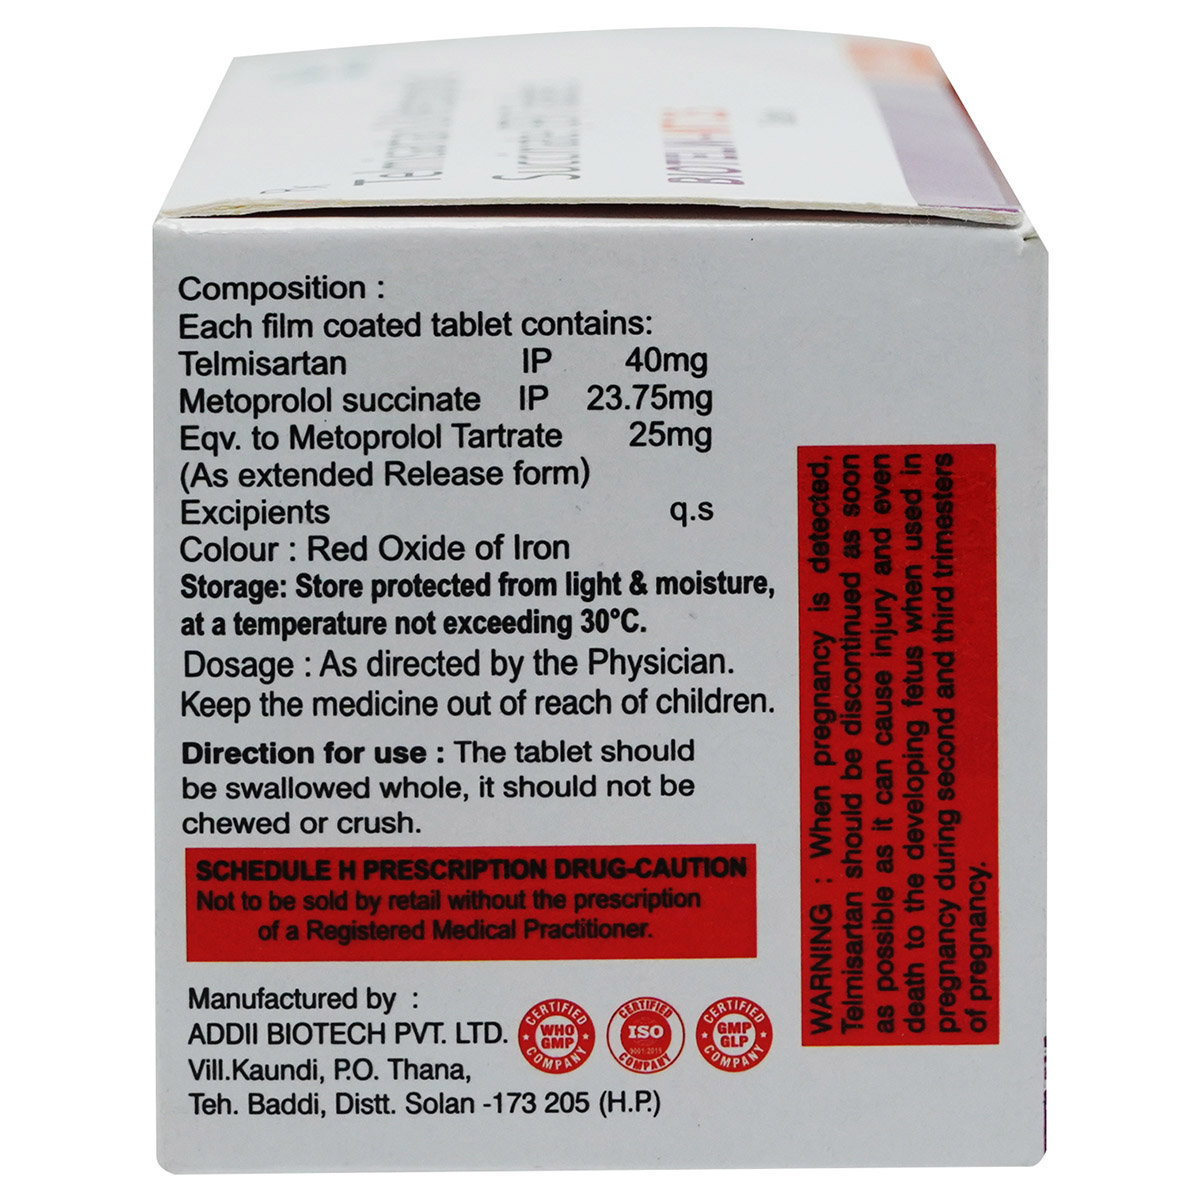 Rx
Telmisartan
Succinate
BIOTELM-MT
Composition :
Each film coated tablet contains:
Telmisartan IP 40mg
Metoprolol succinate IP 23.75mg
Eqv. to Metoprolol Tartrate 25mg
(As extended Release form)
Excipients q.s
Colour : Red Oxide of Iron
Storage: Store protected from light & moisture,
at a temperature not exceeding 30°C.
Dosage : As directed by the Physician.
Keep the medicine out of reach of children.
Direction for use : The tablet should
be swallowed whole, it should not be
chewed or crush.
SCHEDULE H PRESCRIPTION DRUG-CAUTION
Not to be sold by retail without the prescription
of a Registered Medical Practitioner.
Manufactured by :
ADDII BIOTECH PVT. LTD.
Vill.Kaundi, P.O. Thana,
Teh. Baddi, Distt. Solan -173 205 (H.P.)
CERTIFIED
WHO
GMP
COMPANY
CERTIFIED
ISO
9001:2015
COMPANY
CERTIFIED
GMP
GLP
COMPANY
WARNING : When pregnancy is detected,
Telmisartan should be discontinued as soon
as possible as it can cause injury and even
death to the developing fetus when used in
pregnancy during second and third trimesters
of pregnancy.